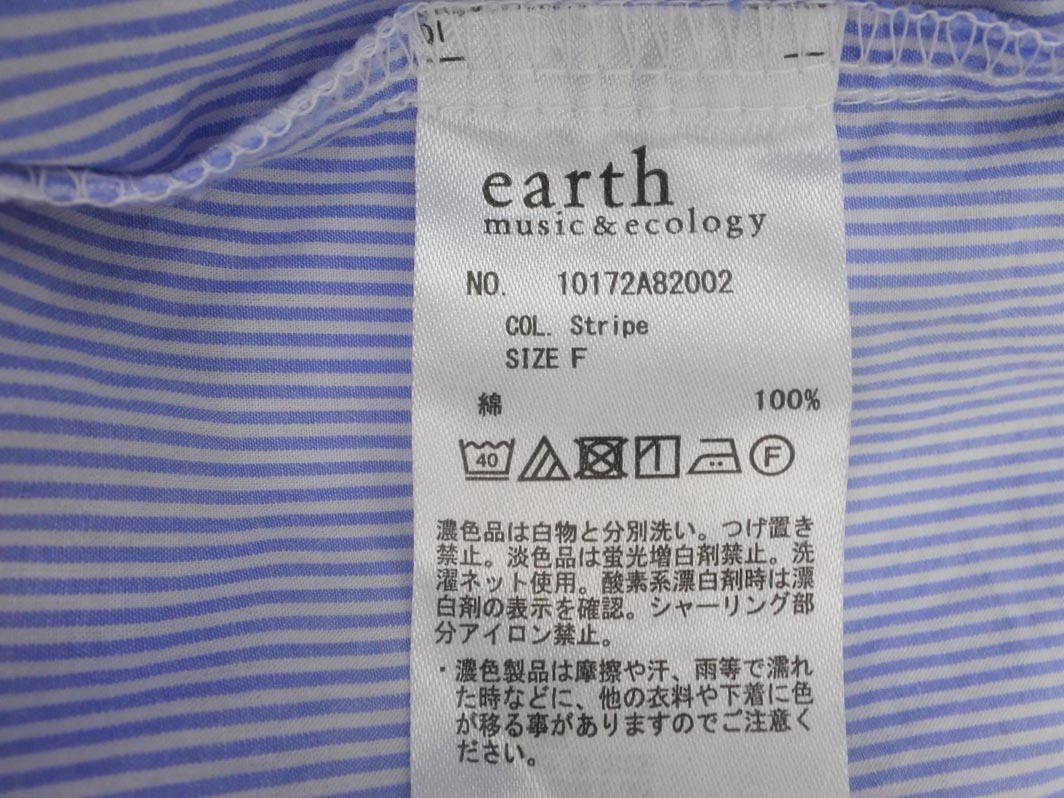 earth
music&ecology
NO. 10172A82002
COL. Stripe
SIZE F
綿 100%
40 F
濃色品は白物と分別洗い。つけ置き
禁止。淡色品は蛍光増白剤禁止。洗
濯ネット使用。酸素系漂白剤時は漂
白剤の表示を確認。シャーリング部
分アイロン禁止。
・濃色製品は摩擦や汗、雨等で濡れ
た時などに、他の衣料や下着に色
が移る事がありますのでご注意く
ださい。